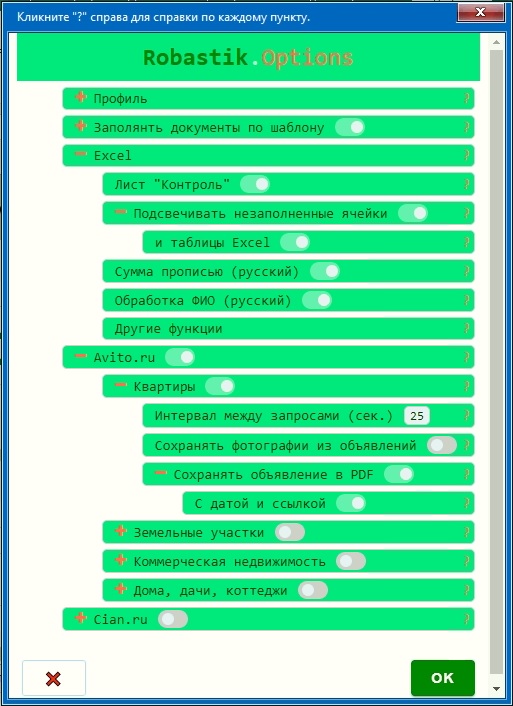 Кликните "?" справа для справки по каждому пункту.
Robastik.Options
Профиль ?
Заполять документы по шаблону ?
Excel ?
Лист "Контроль" ?
Подсвечивать незаполненные ячейки ?
и таблицы Excel ?
Сумма прописью (русский) ?
Обработка ФИО (русский) ?
Другие функции ?
Avito.ru ?
Квартиры ?
Интервал между запросами (сек.) 25 ?
Сохранять фотографии из объявлений ?
Сохранять объявление в PDF ?
С датой и ссылкой ?
Земельные участки ?
Коммерческая недвижимость ?
Дома, дачи, коттеджи ?
Cian.ru ?
ОК